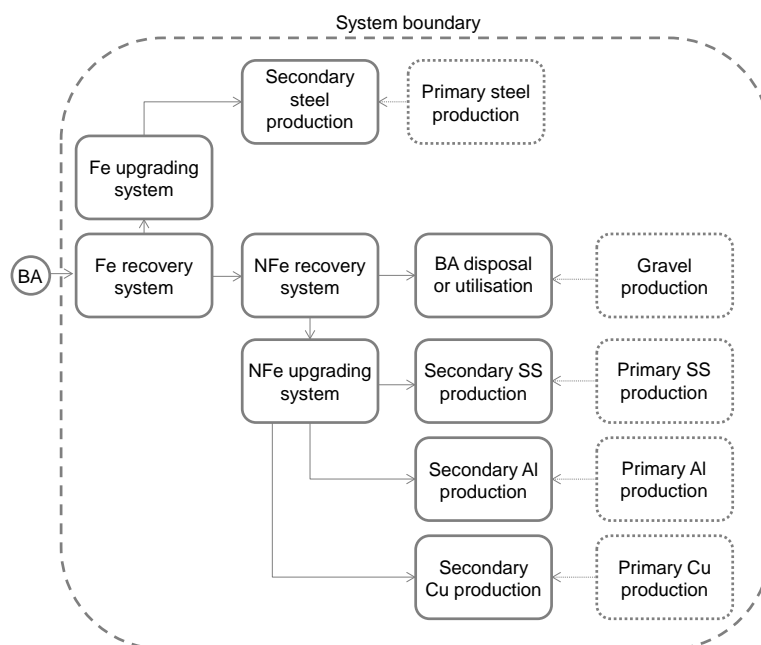 System boundary
Secondary
steel
production
Primary steel
production
Fe upgrading
system
BA
Fe recovery
system
NFe recovery
system
BA disposal
or utilisation
Gravel
production
NFe upgrading
system
Secondary SS
production
Primary SS
production
Secondary Al
production
Primary Al
production
Secondary
Cu production
Primary Cu
production